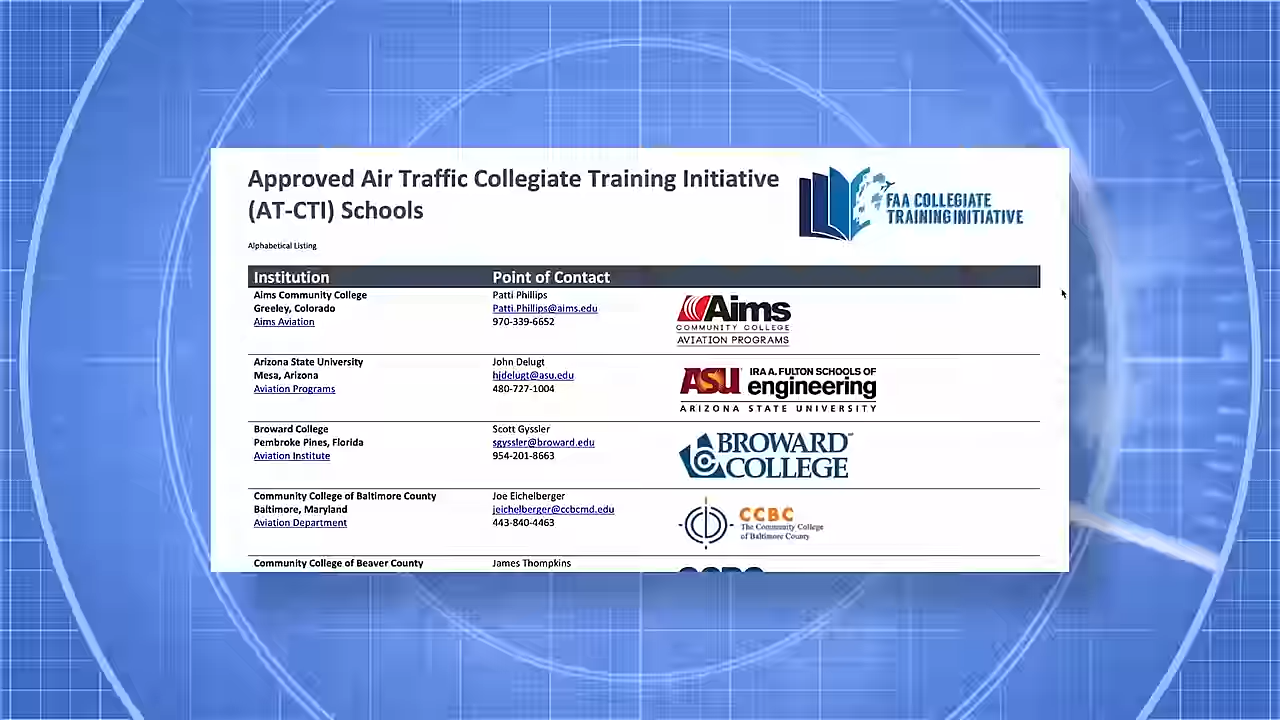 Approved Air Traffic Collegiate Training Initiative
(AT-CTI) Schools
FAA COLLEGIATE
TRAINING INITIATIVE
Alphabetical Listing
Institution Point of Contact
Aims Community College Patti Phillips
Greeley, Colorado Patti.Phillips@aims.edu
Aims Aviation 970-339-6652
Aims
COMMUNITY COLLEGE
AVIATION PROGRAMS
Arizona State University John Delugt
Mesa, Arizona hjdelugt@asu.edu
Aviation Programs 480-727-1004
ASU IRA A. FULTON SCHOOLS OF
engineering
ARIZONA STATE UNIVERSITY
Broward College Scott Gyssler
Pembroke Pines, Florida sgyssler@broward.edu
Aviation Institute 954-201-8663
BROWARD
COLLEGE
Community College of Baltimore County Joe Eichelberger
Baltimore, Maryland jeichelberger@ccbcmd.edu
Aviation Department 443-840-4463
CCBC
The Community College
of Baltimore County
Community College of Beaver County James Thompkins